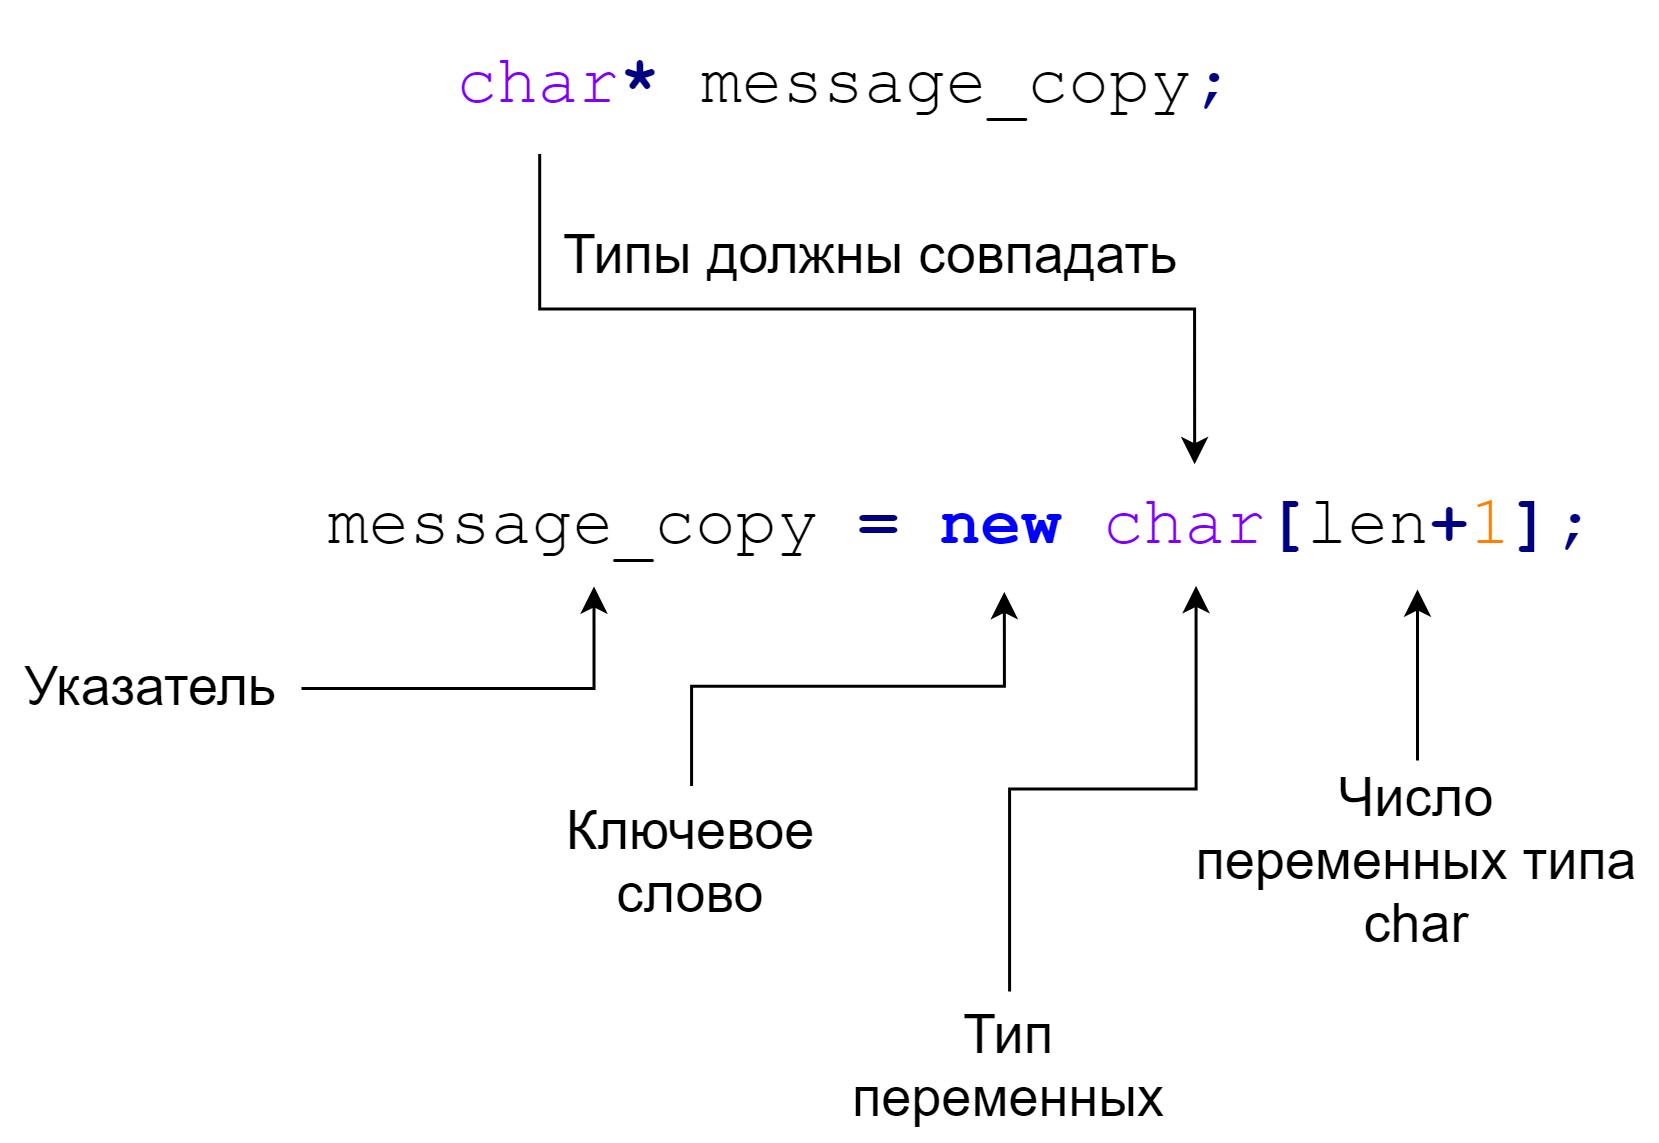 char* message_copy;
Типы должны совпадать
message_copy = new char[len+1];
Указатель
Ключевое
слово
Число
переменных типа
char
Тип
переменных